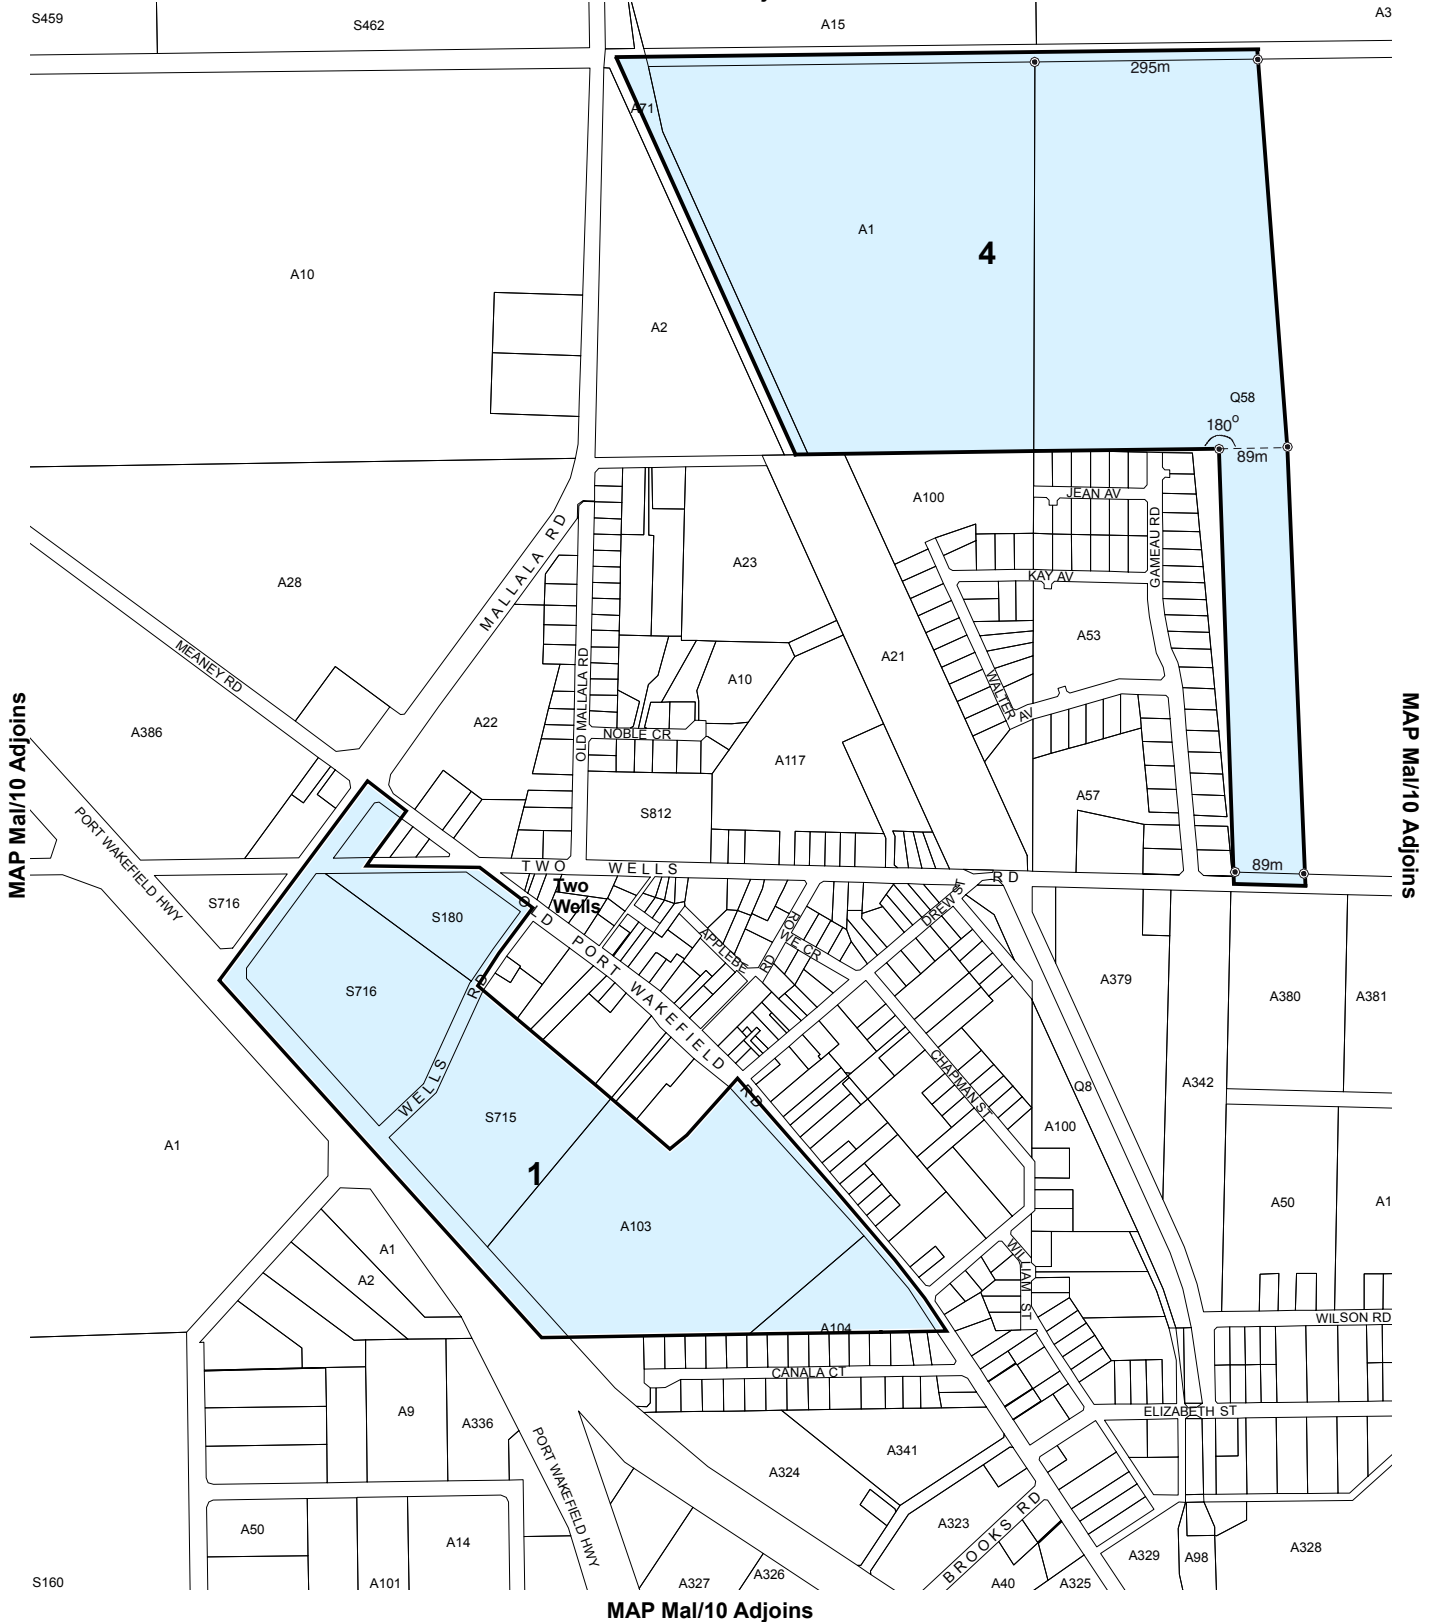 S459
S462
A15
A3
295m
A71
A1
4
A10
A2
Q58
180°
89m
A100
JEAN AV
GAMEAU RD
MALLALA RD
A23
A28
KAY AV
A53
MEANEY RD
OLD MALLALA RD
A10
A21
WALTER AV
A22
NOBLE CR
A386
A117
MAP Mal/10 Adjoins
MAP Mal/10 Adjoins
S812
A57
PORT WAKEFIELD HWY
TWO WELLS RD
89m
Two
Wells
S716
S180
OLD PORT WAKEFIELD RD
DREW ST
ROWE CR
APPLEBE RD
A379
A380
A381
S716
WELLS RD
CHAPMAN ST
Q8
A342
S715
A100
A1
1
A103
A50
A1
A1
A2
WILLIAM ST
A104
WILSON RD
CANALA CT
A9
A336
ELIZABETH ST
PORT WAKEFIELD HWY
A341
A324
A50
A14
A323
BROOKS RD
A329
A98
A328
S160
A101
A327
A326
A40
A325
MAP Mal/10 Adjoins